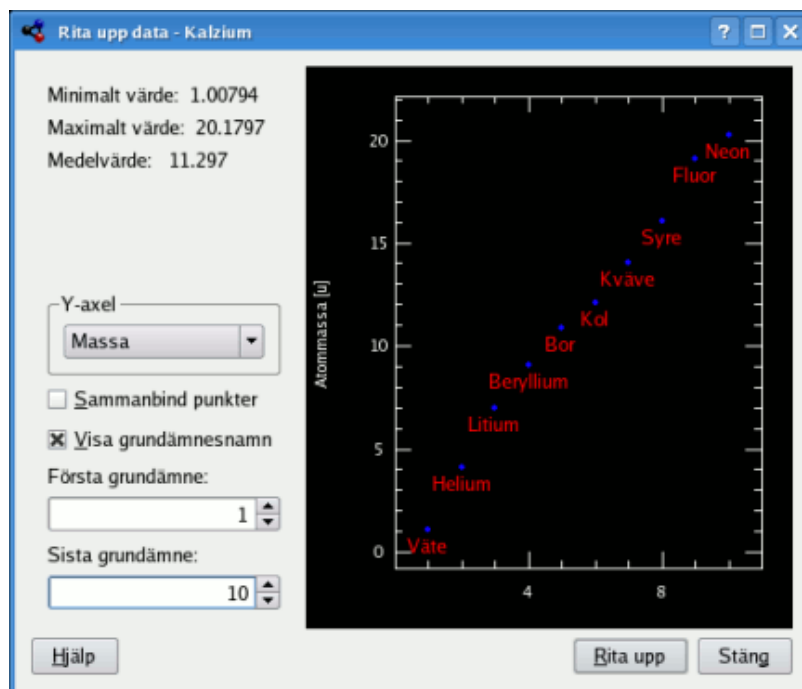 Rita upp data - Kalzium
Minimalt värde: 1.00794
Maximalt värde: 20.1797
Medelvärde: 11.297
Y-axel
Massa
Sammanbind punkter
Visa grundämnesnamn
Första grundämne:
1
Sista grundämne:
10
Atommassa [u]
20
15
10
5
0
4
8
Neon
Fluor
Syre
Kväve
Kol
Bor
Beryllium
Litium
Helium
Väte
Hjälp
Rita upp
Stäng